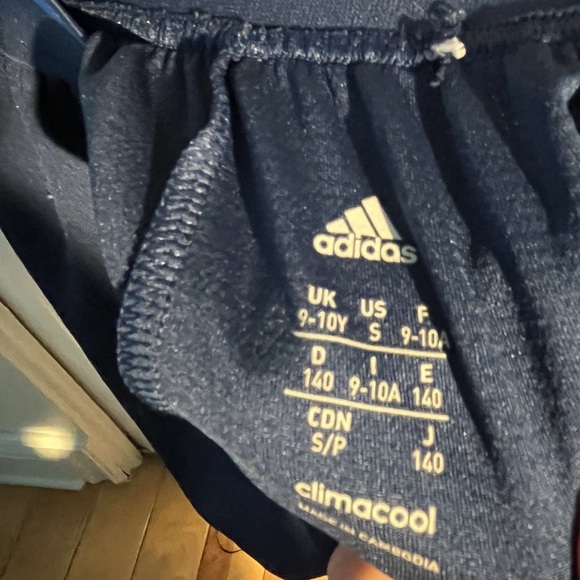 adidas
UK US F
9-10Y S 9-10A
D I E
140 9-10A 140
CDN J
S/P 140
climacool
MADE IN CAMBODIA